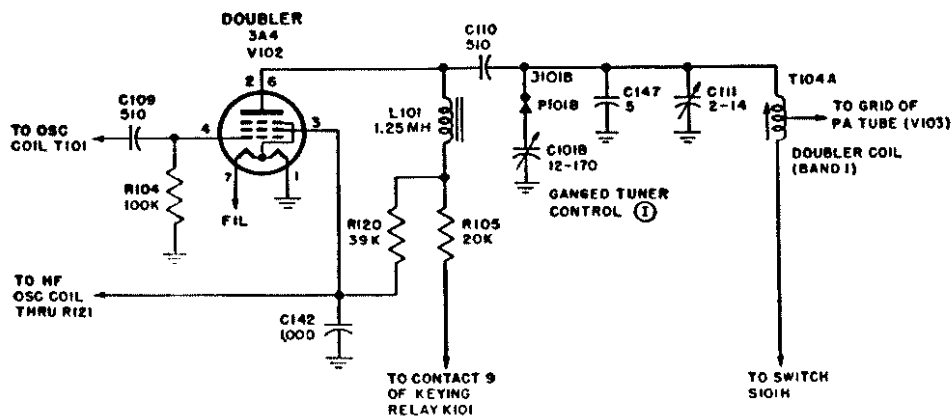 DOUBLER
3A4
V102
2 6
4
3
7
1
C109
510
TO OSC
COIL T101
R104
100K
FIL
TO HF
OSC COIL
THRU R121
C142
1,000
R120
39K
R105
20K
L101
1.25 MH
C110
510
J101B
P101B
C101B
12-170
GANGED TUNER
CONTROL I
C147
5
C111
2-14
T104A
TO GRID OF
PA TUBE (V103)
DOUBLER COIL
(BAND I)
TO CONTACT 9
OF KEYING
RELAY K101
TO SWITCH
S101H